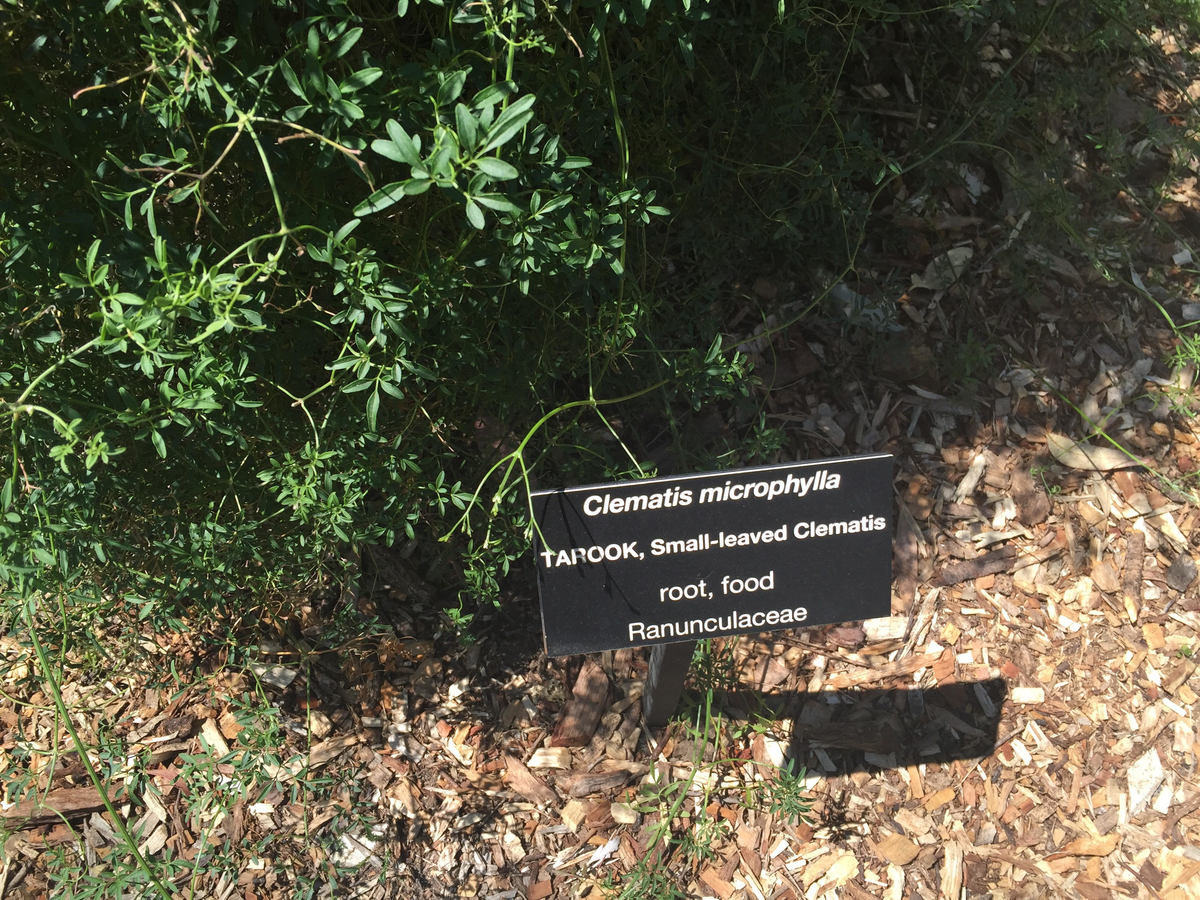 Clematis microphylla
TAROOK, Small-leaved Clematis
root, food
Ranunculaceae